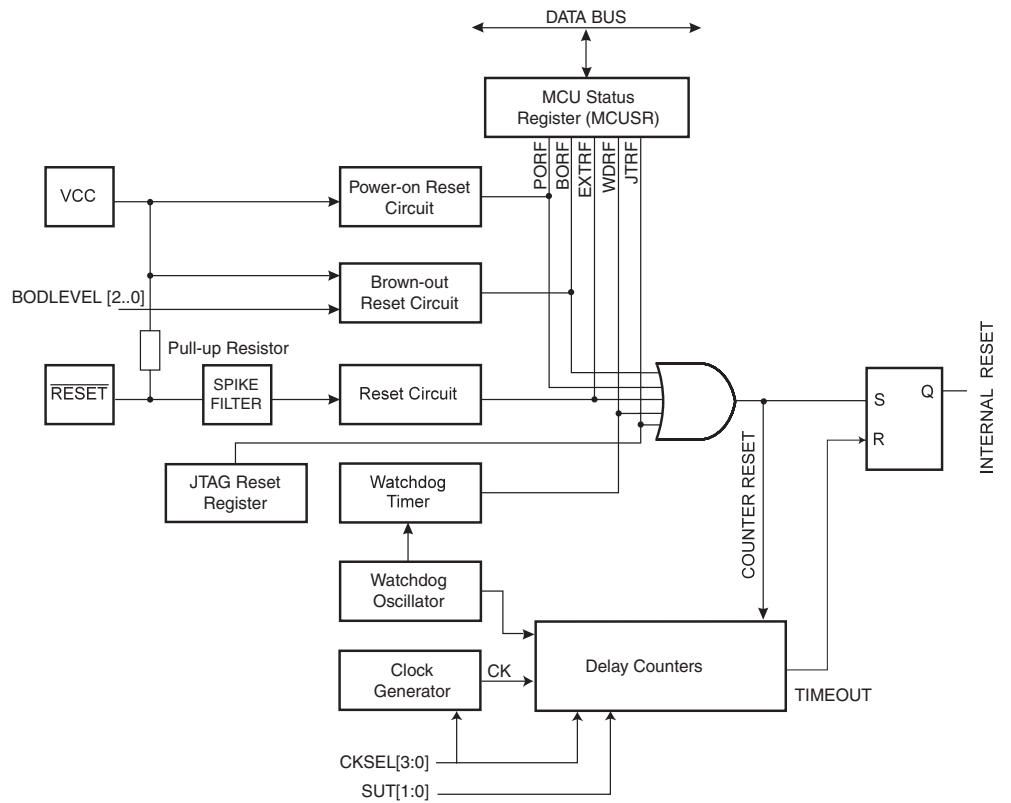 DATA BUS
MCU Status
Register (MCUSR)
PORF
BORF
EXTRF
WDRF
JTRF
VCC
Power-on Reset
Circuit
Brown-out
Reset Circuit
BODLEVEL [2..0]
Pull-up Resistor
RESET
SPIKE
FILTER
Reset Circuit
JTAG Reset
Register
Watchdog
Timer
Watchdog
Oscillator
Clock
Generator
CK
Delay Counters
COUNTER RESET
S
Q
R
INTERNAL RESET
TIMEOUT
CKSEL[3:0]
SUT[1:0]